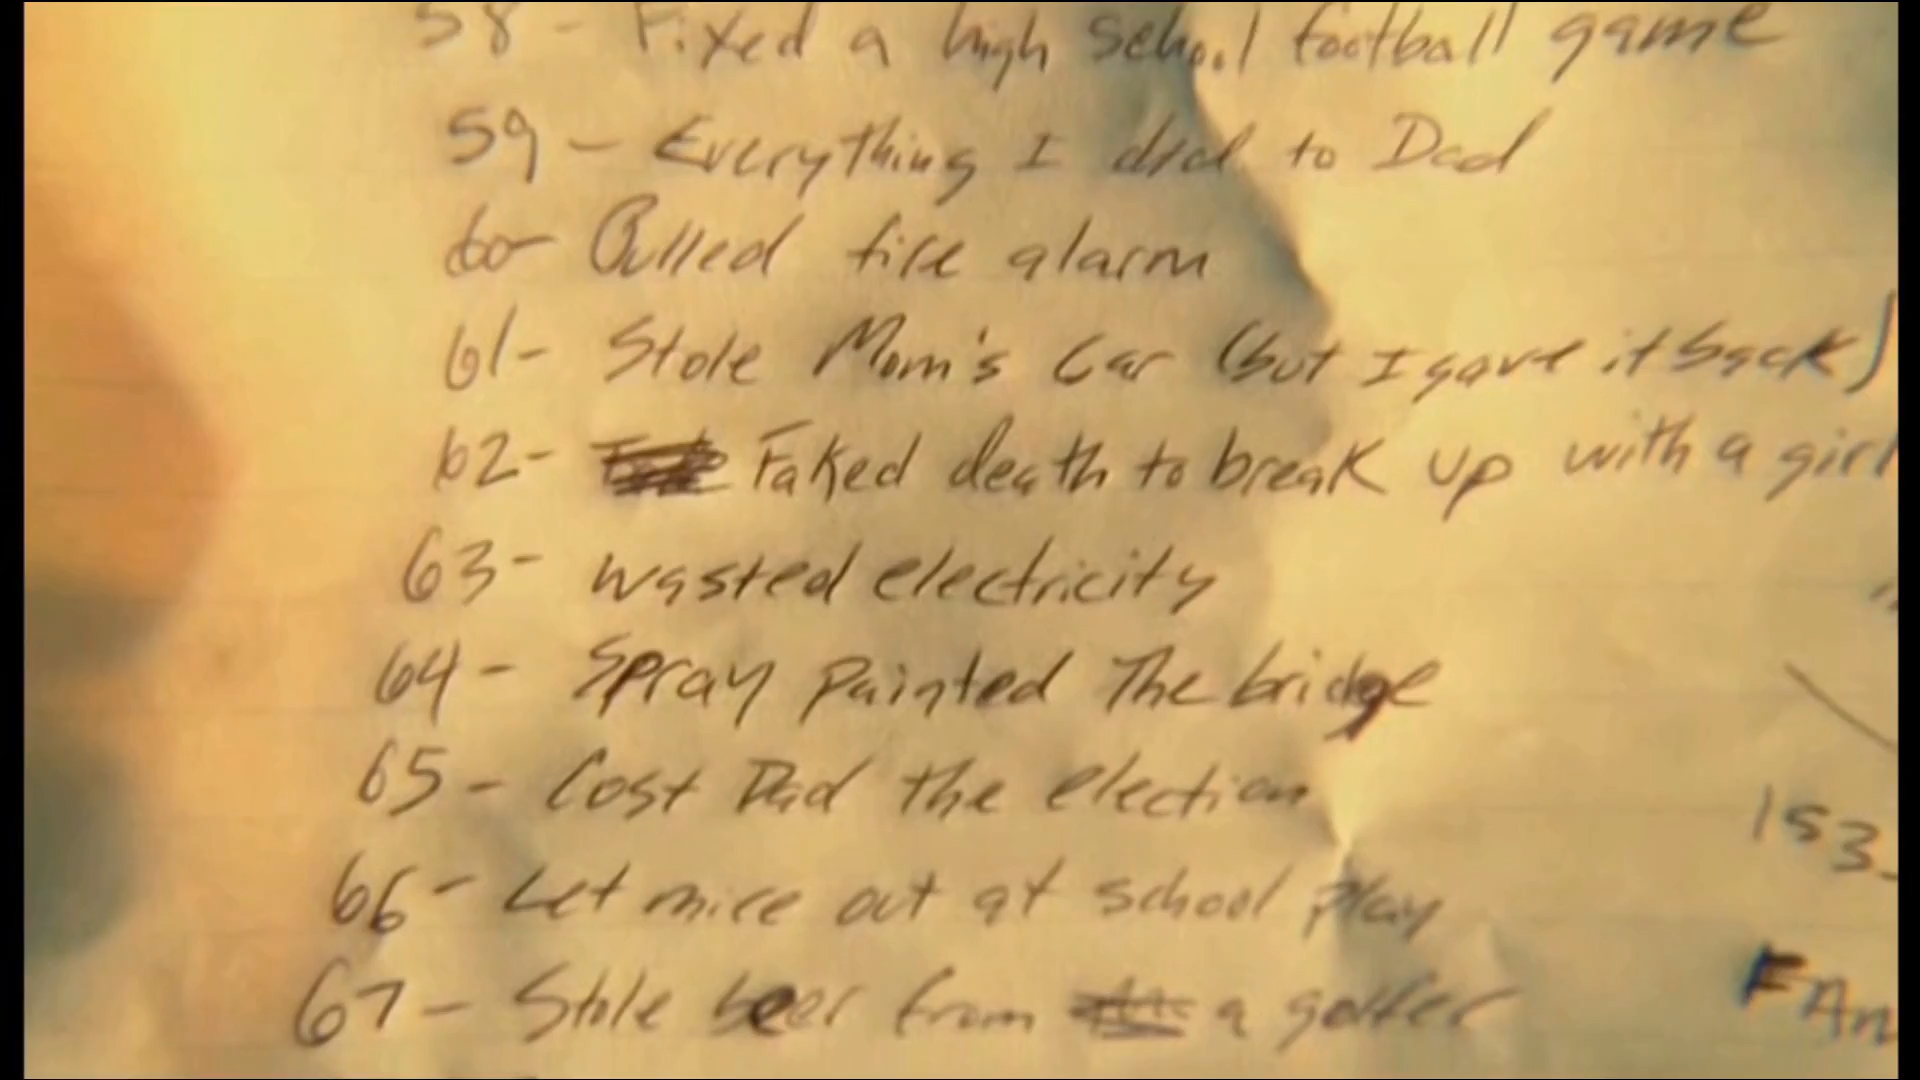 58 - Fixed a high school football game
59 - Everything I did to Dad
60- Pulled fire alarm
61- Stole Mom's Car (but I gave it back)
62- Faked death to break up with a girl
63- wasted electricity
64- Spray painted The bridge
65- Cost Dad the election
66- Let mice out at school play
67- Stole beer from a golfer
153-